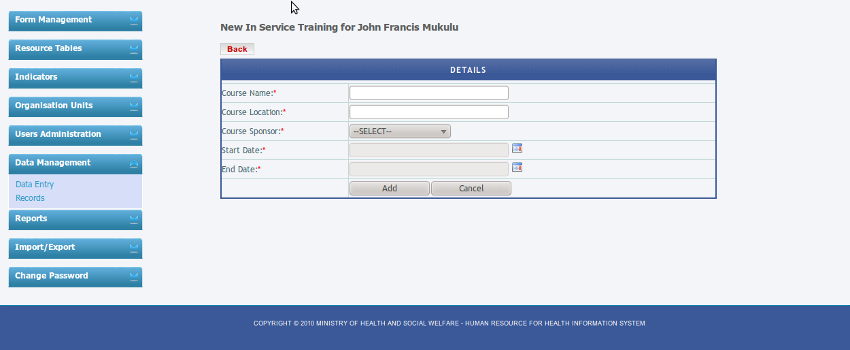 Form Management
Resource Tables
Indicators
Organisation Units
Users Administration
Data Management
Data Entry
Records
Reports
Import/Export
Change Password
New In Service Training for John Francis Mukulu
Back
DETAILS
Course Name:*
Course Location:*
Course Sponsor:* --SELECT--
Start Date:*
End Date:*
Add Cancel
COPYRIGHT © 2010 MINISTRY OF HEALTH AND SOCIAL WELFARE - HUMAN RESOURCE FOR HEALTH INFORMATION SYSTEM